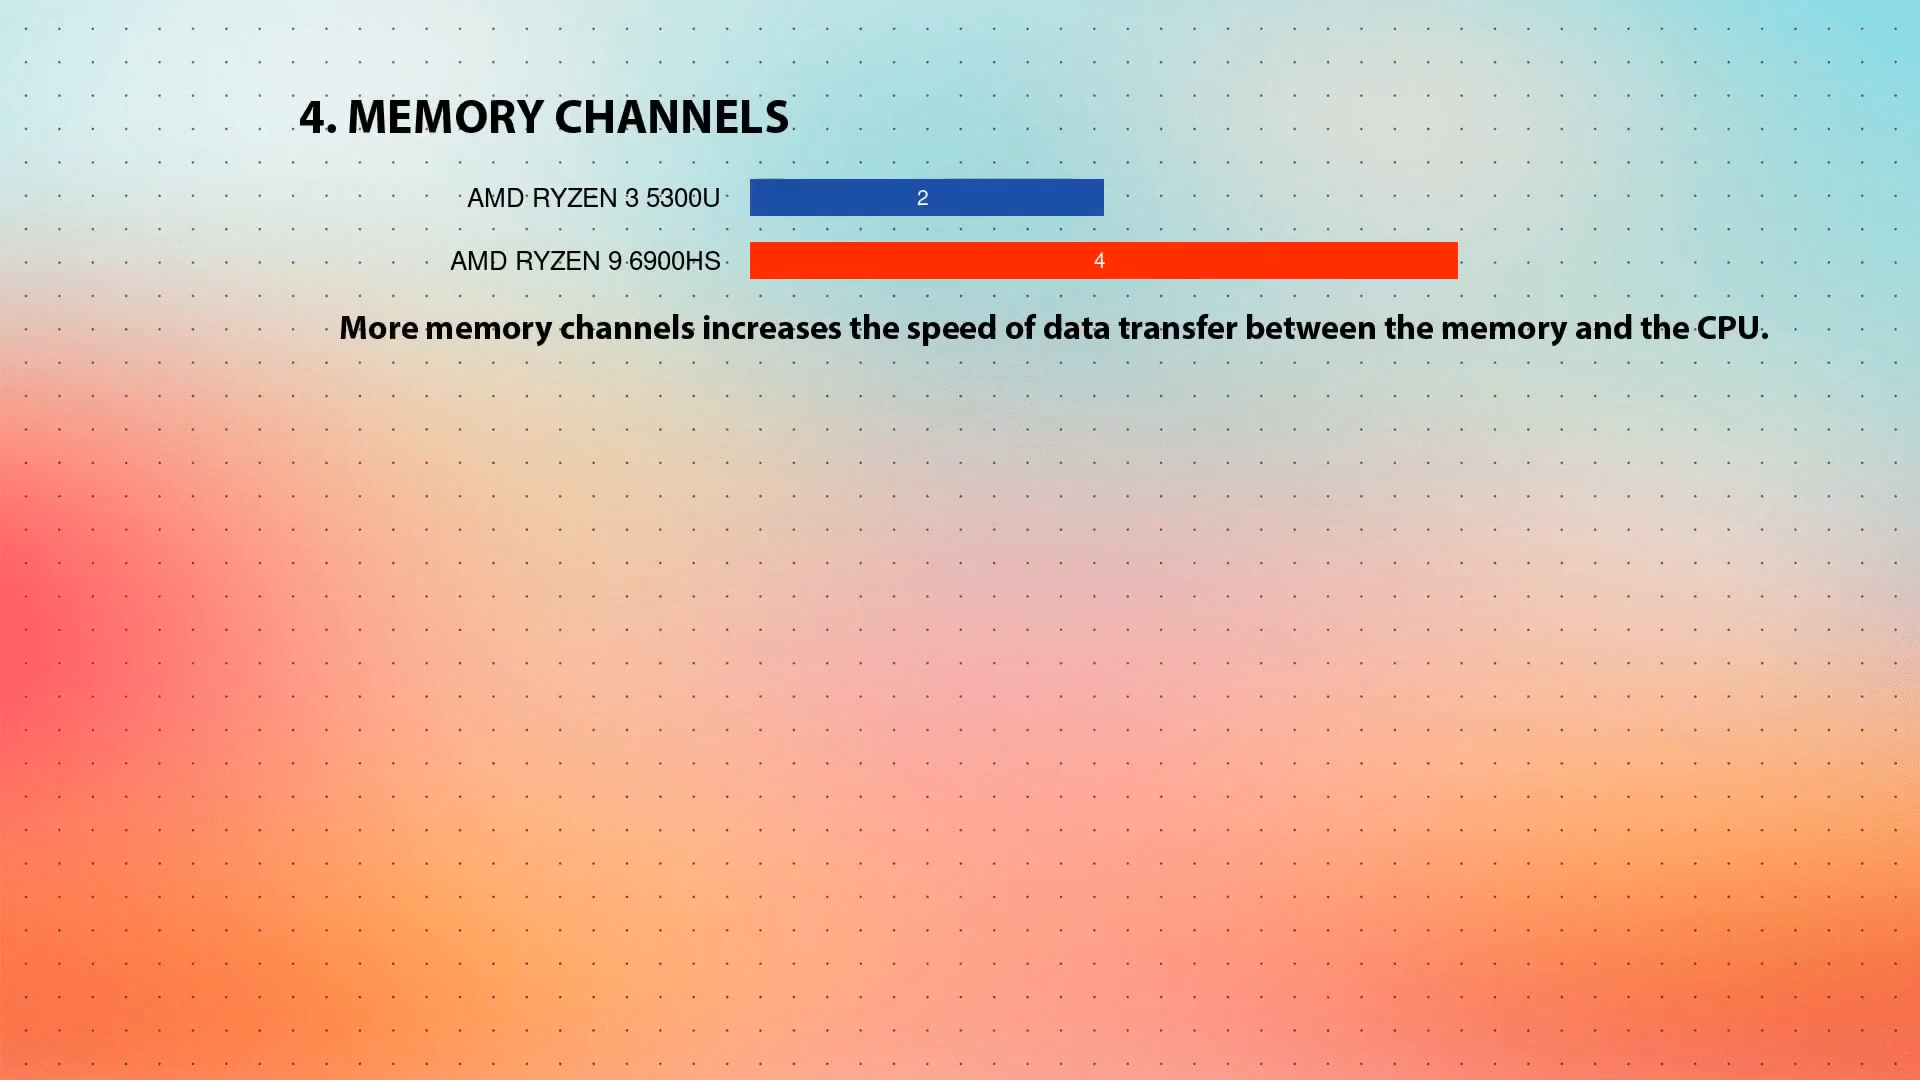 4. MEMORY CHANNELS
AMD RYZEN 3 5300U 2
AMD RYZEN 9 6900HS 4
More memory channels increases the speed of data transfer between the memory and the CPU.